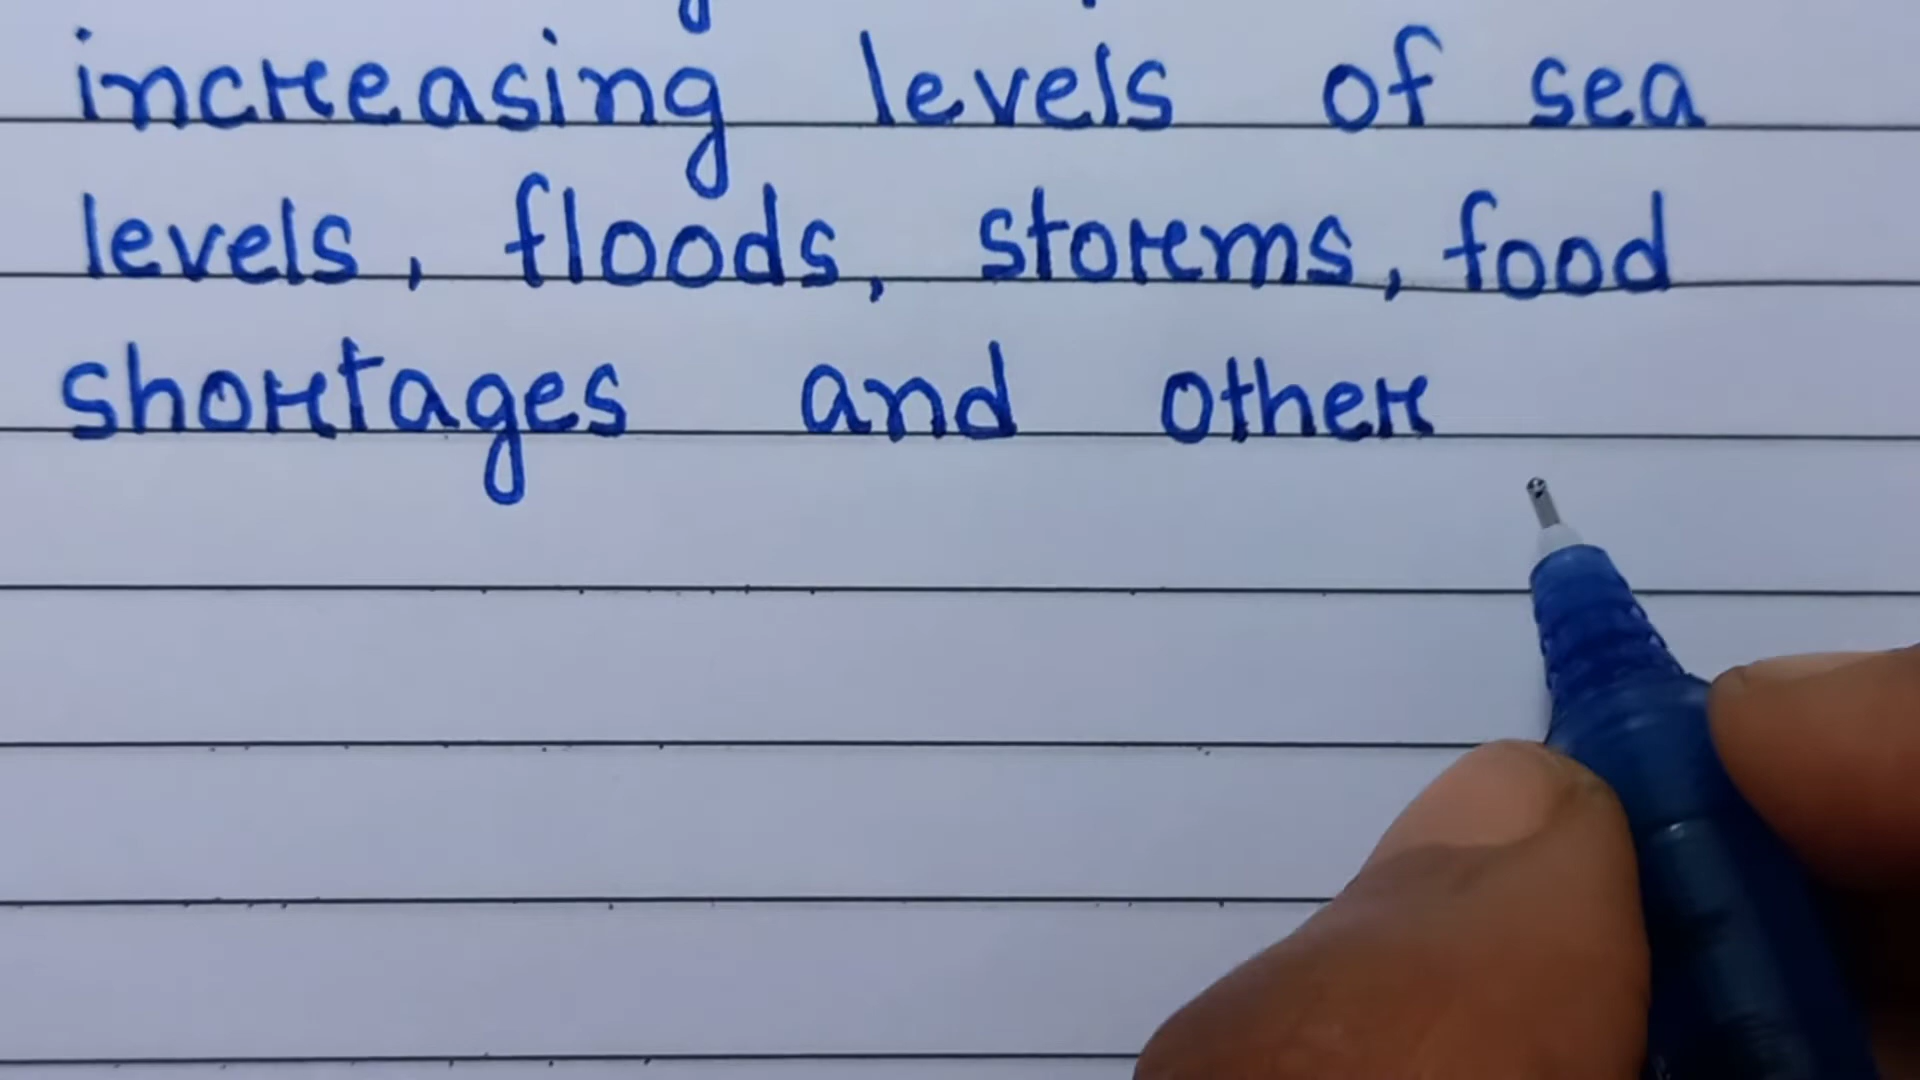 increasing levels of sea
levels, floods, storms, food
shortages and other